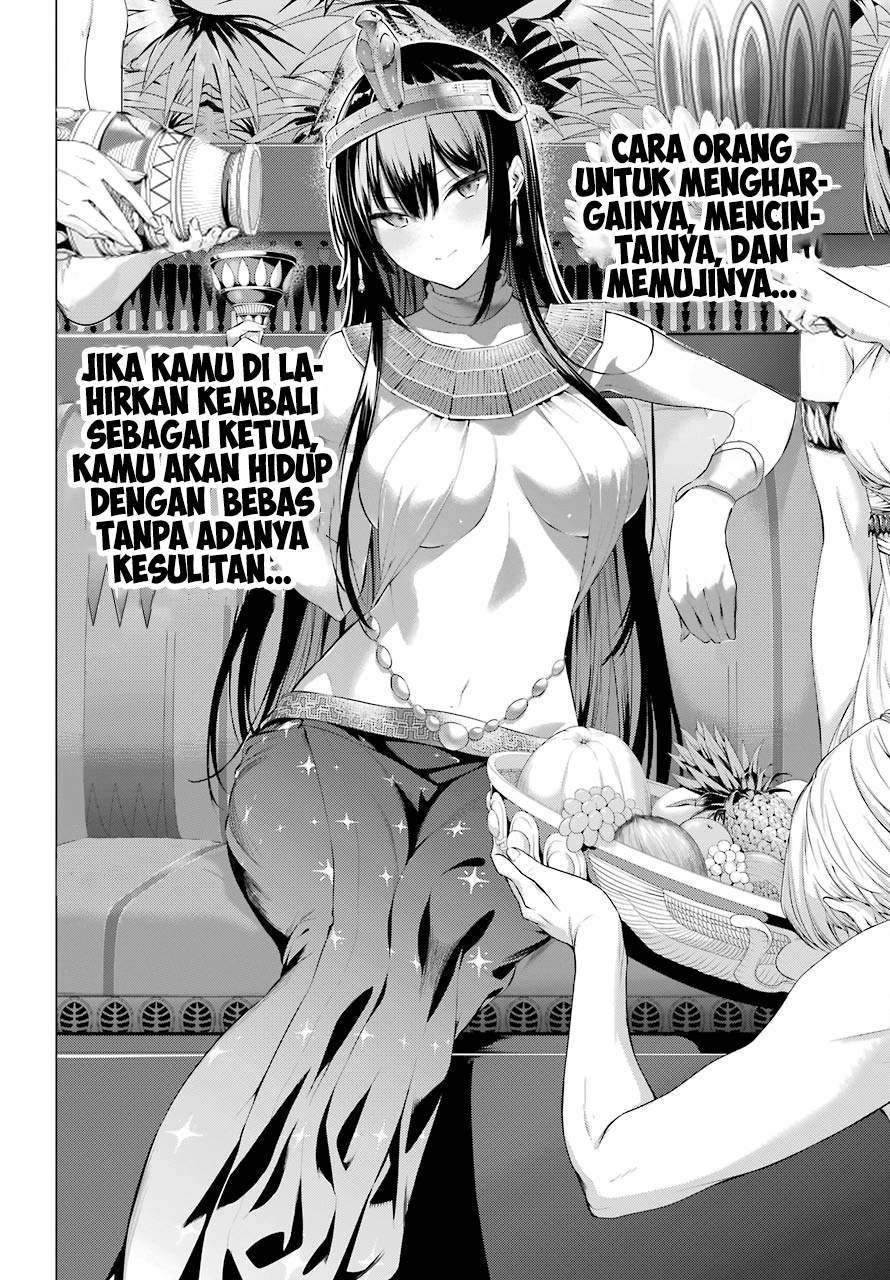 CARA ORANG
UNTUK MENGHAR-
GAINYA, MENCIN-
TAINYA, DAN
MEMUJINYA...
JIKA KAMU DI LA-
HIRKAN KEMBALI
SEBAGAI KETUA,
KAMU AKAN HIDUP
DENGAN BEBAS
TANPA ADANYA
KESULITAN...